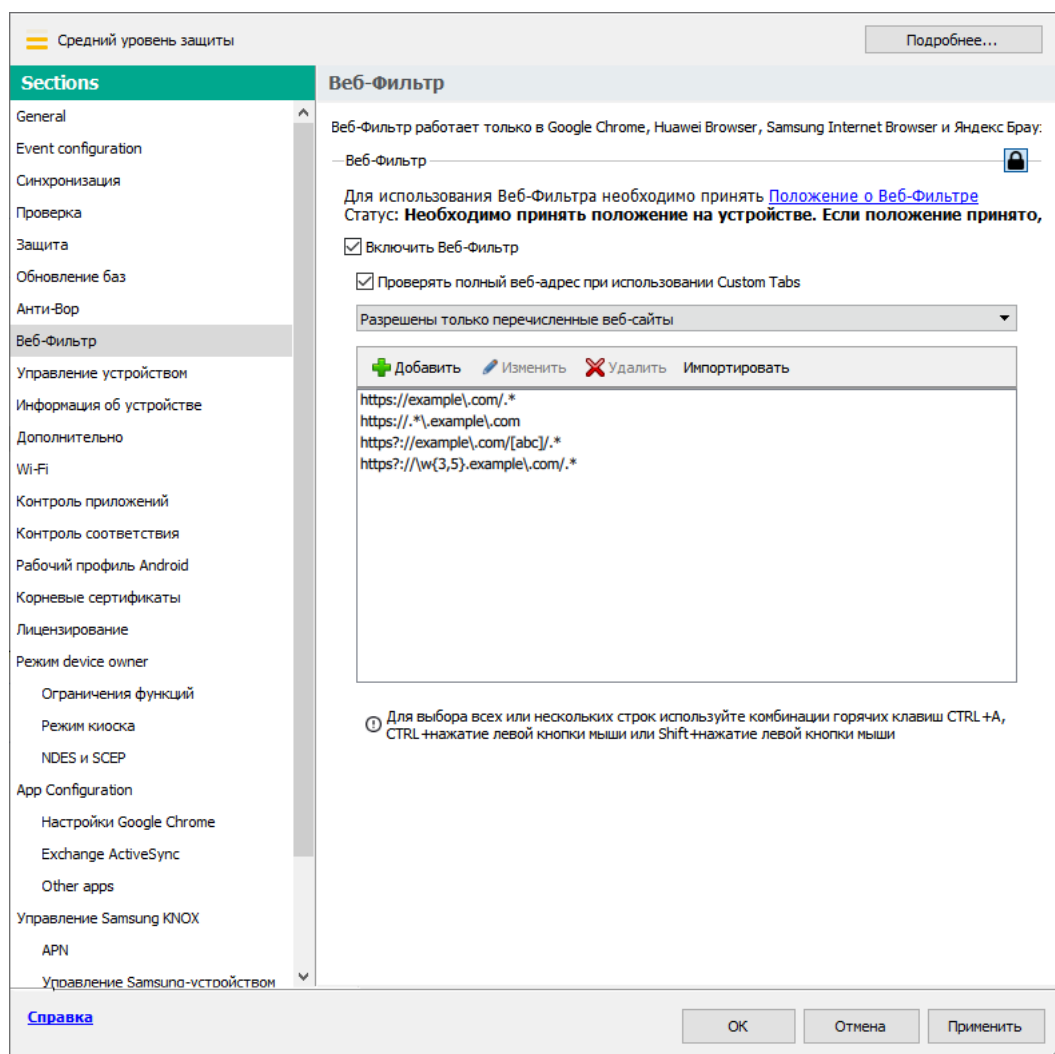 Средний уровень защиты
Подробнее...
Sections
General
Event configuration
Синхронизация
Проверка
Защита
Обновление баз
Анти-Вор
Веб-Фильтр
Управление устройством
Информация об устройстве
Дополнительно
Wi-Fi
Контроль приложений
Контроль соответствия
Рабочий профиль Android
Корневые сертификаты
Лицензирование
Режим device owner
Ограничения функций
Режим киоска
NDES и SCEP
App Configuration
Настройки Google Chrome
Exchange ActiveSync
Other apps
Управление Samsung KNOX
APN
Управление Samsung-устройством
Веб-Фильтр
Веб-Фильтр работает только в Google Chrome, Huawei Browser, Samsung Internet Browser и Яндекс Брау
Веб-Фильтр
Для использования Веб-Фильтра необходимо принять Положение о Веб-Фильтре
Статус: Необходимо принять положение на устройстве. Если положение принято,
Включить Веб-Фильтр
Проверять полный веб-адрес при использовании Custom Tabs
Разрешены только перечисленные веб-сайты
Добавить Изменить Удалить Импортировать
https://example\.com/.*
https://.*\.example\.com
https?://example\.com/[abc]/.*
https?://\w{3,5}.example\.com/.*
Для выбора всех или нескольких строк используйте комбинации горячих клавиш CTRL+A,
CTRL+нажатие левой кнопки мыши или Shift+нажатие левой кнопки мыши
Справка
ОК
Отмена
Применить